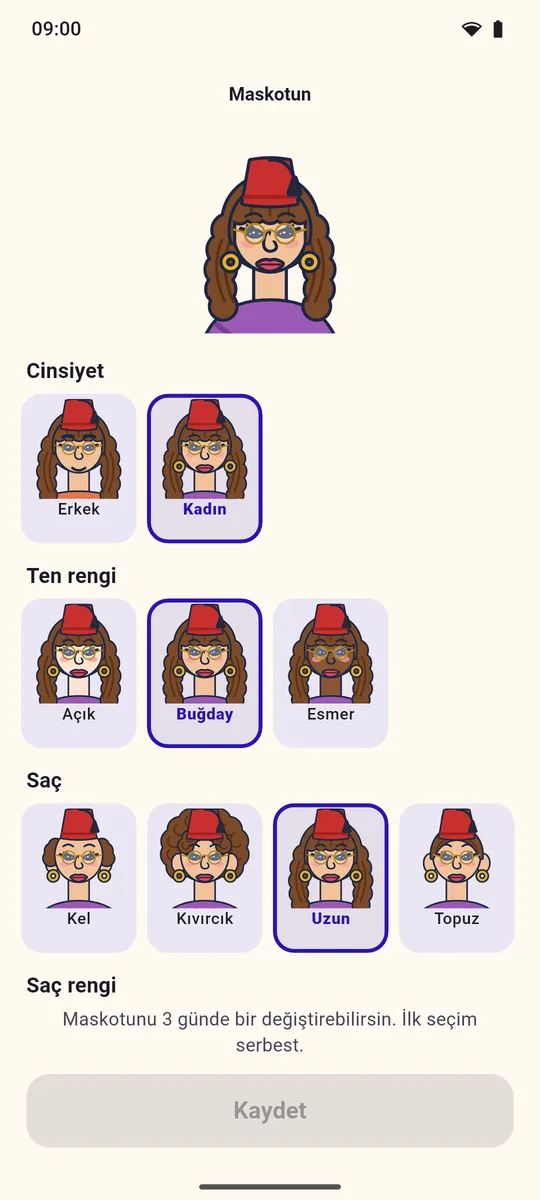 09:00
Maskotun
Cinsiyet
Erkek
Kadın
Ten rengi
Açık
Buğday
Esmer
Saç
Kel
Kıvırcık
Uzun
Topuz
Saç rengi
Maskotunu 3 günde bir değiştirebilirsin. İlk seçim
serbest.
Kaydet